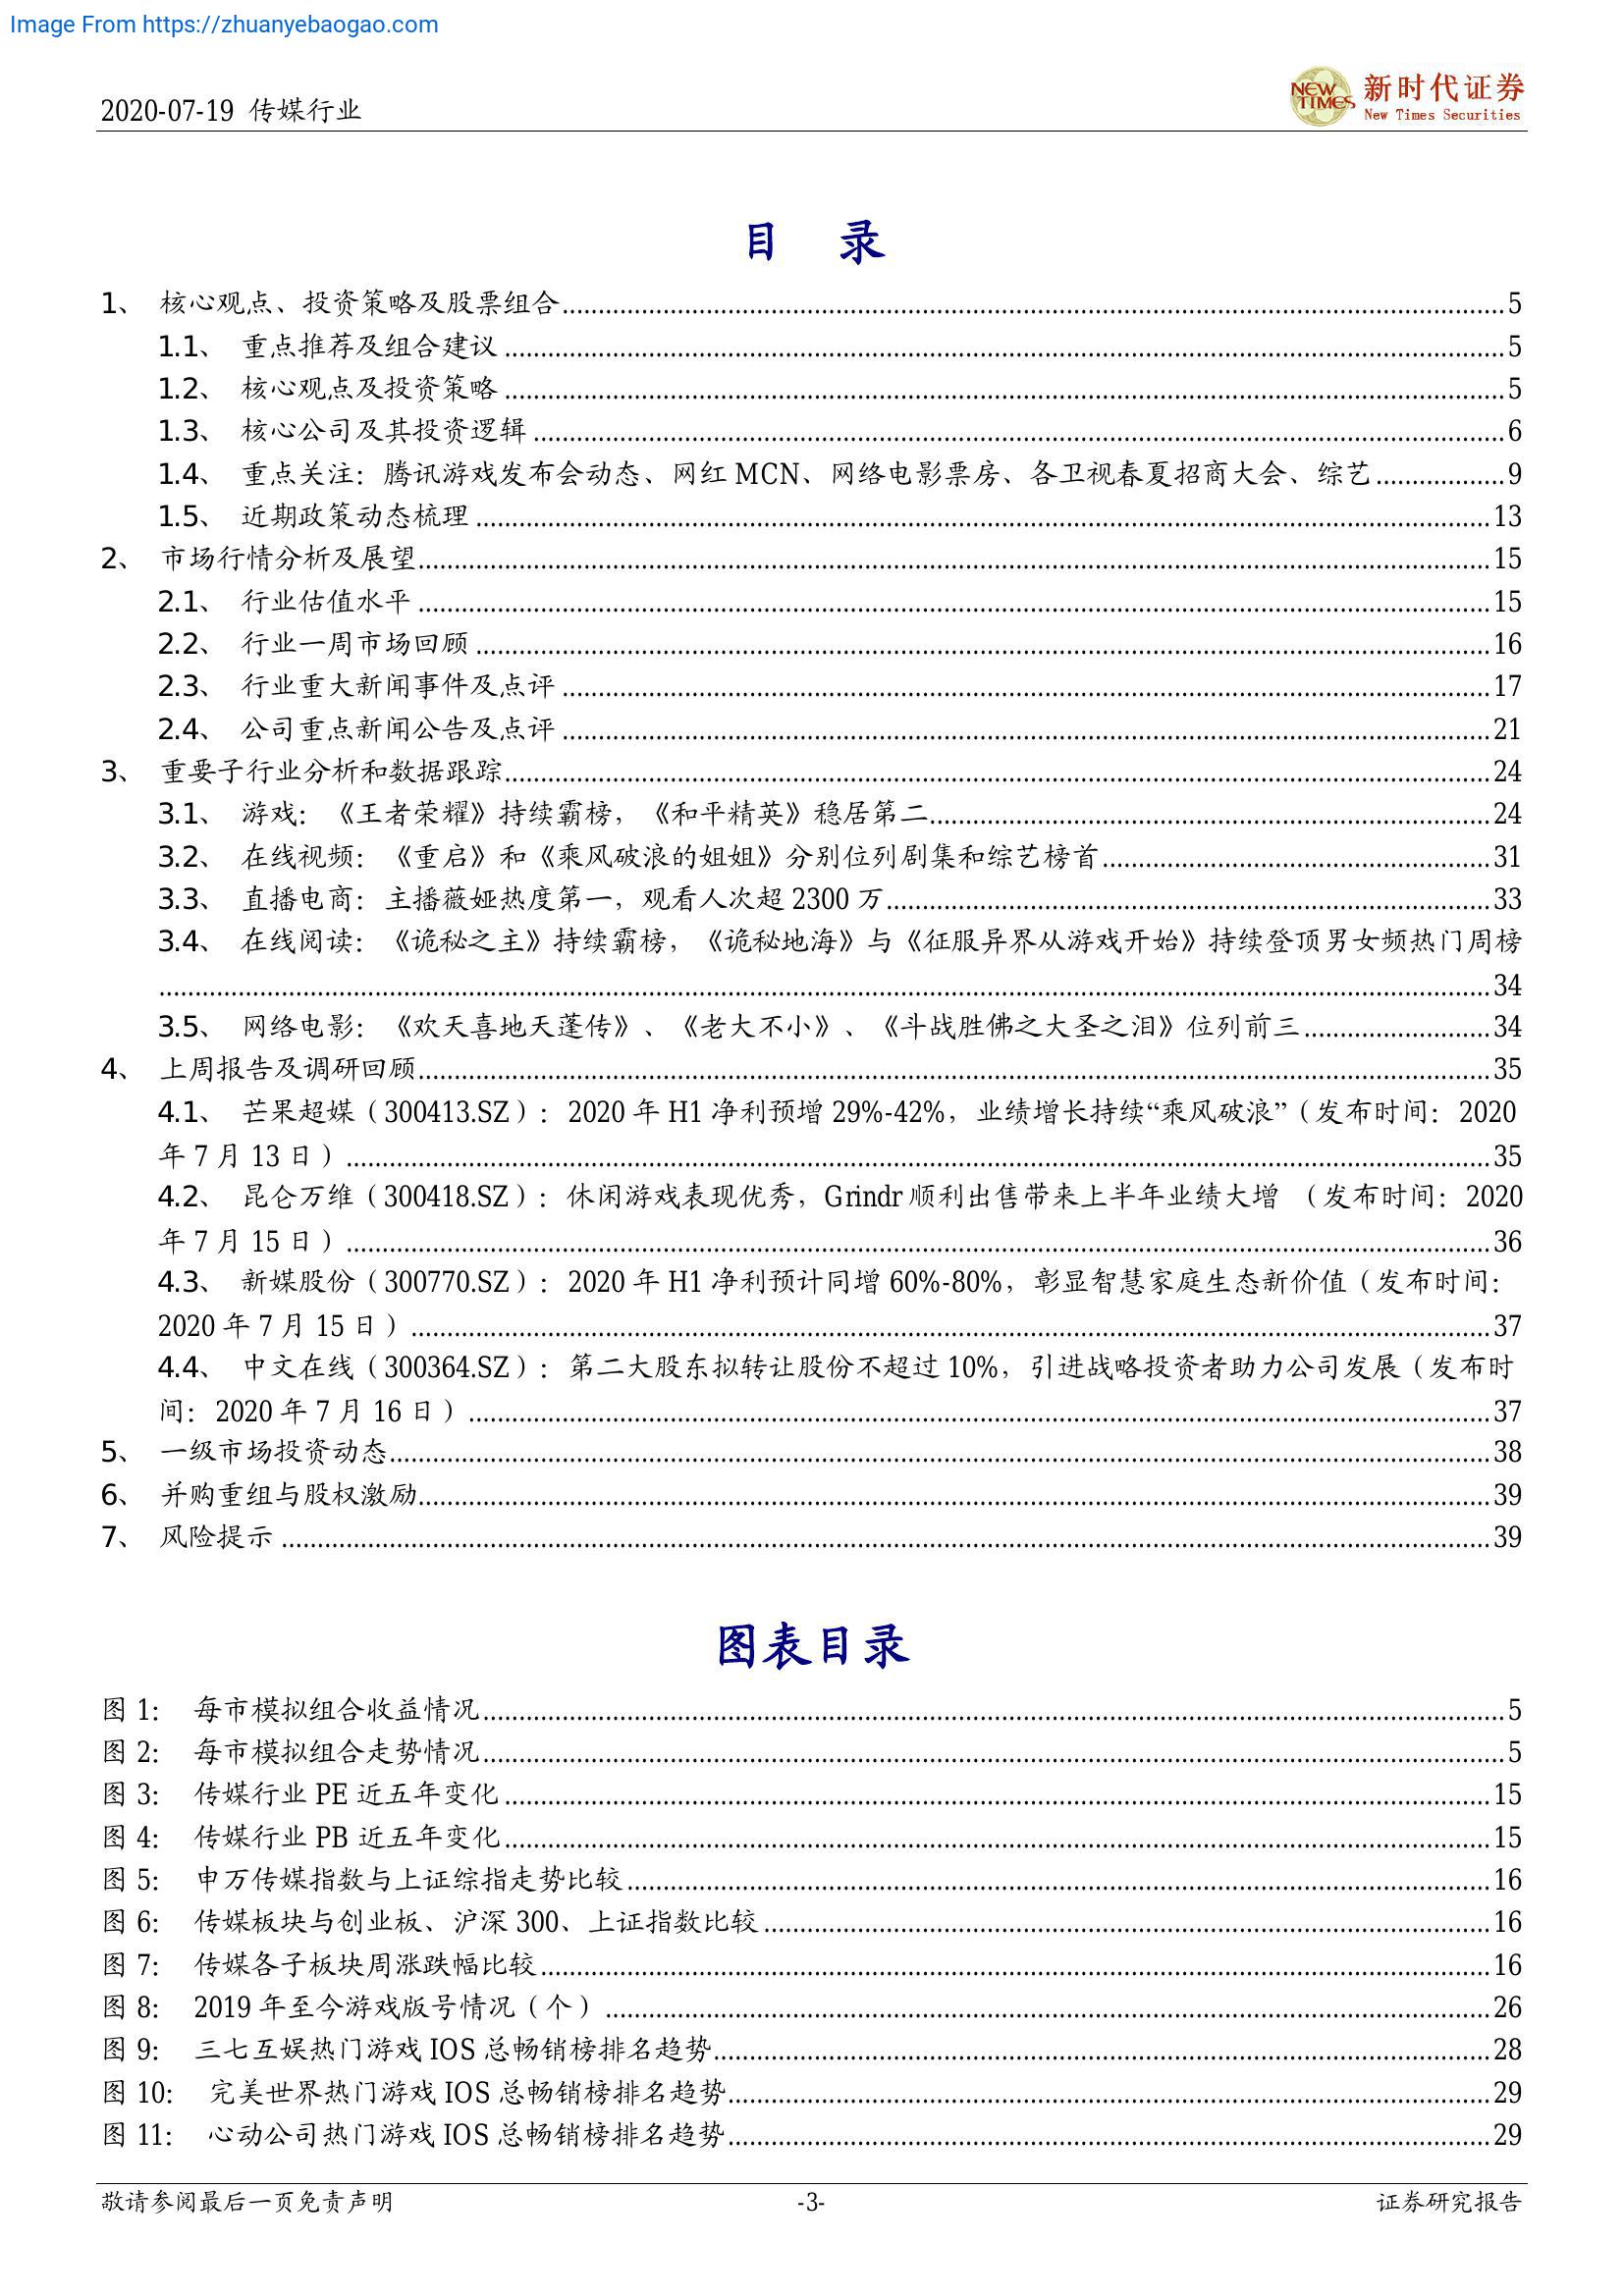 Image From https://zhuanyebaogao.com
2020-07-19 传媒行业
NEW TIMES
新时代证券
New Times Securities
目 录
1、 核心观点、投资策略及股票组合 5
1.1、 重点推荐及组合建议 5
1.2、 核心观点及投资策略 5
1.3、 核心公司及其投资逻辑 6
1.4、 重点关注：腾讯游戏发布会动态、网红 MCN、网络电影票房、各卫视春夏招商大会、综艺 9
1.5、 近期政策动态梳理 13
2、 市场行情分析及展望 15
2.1、 行业估值水平 15
2.2、 行业一周市场回顾 16
2.3、 行业重大新闻事件及点评 17
2.4、 公司重点新闻公告及点评 21
3、 重要子行业分析和数据跟踪 24
3.1、 游戏：《王者荣耀》持续霸榜，《和平精英》稳居第二 24
3.2、 在线视频：《重启》和《乘风破浪的姐姐》分别位列剧集和综艺榜首 31
3.3、 直播电商：主播薇娅热度第一，观看人次超 2300 万 33
3.4、 在线阅读：《诡秘之主》持续霸榜，《诡秘地海》与《征服异界从游戏开始》持续登顶男女频热门周榜
34
3.5、 网络电影：《欢天喜地天蓬传》、《老大不小》、《斗战胜佛之大圣之泪》位列前三 34
4、 上周报告及调研回顾 35
4.1、 芒果超媒（300413.SZ）：2020 年 H1 净利预增 29%-42%，业绩增长持续“乘风破浪”（发布时间：2020
年 7 月 13 日） 35
4.2、 昆仑万维（300418.SZ）：休闲游戏表现优秀，Grindr 顺利出售带来上半年业绩大增 （发布时间：2020
年 7 月 15 日） 36
4.3、 新媒股份（300770.SZ）：2020 年 H1 净利预计同增 60%-80%，彰显智慧家庭生态新价值（发布时间：
2020 年 7 月 15 日） 37
4.4、 中文在线（300364.SZ）：第二大股东拟转让股份不超过 10%，引进战略投资者助力公司发展（发布时
间：2020 年 7 月 16 日） 37
5、 一级市场投资动态 38
6、 并购重组与股权激励 39
7、 风险提示 39
图表目录
图 1： 每市模拟组合收益情况 5
图 2： 每市模拟组合走势情况 5
图 3： 传媒行业 PE 近五年变化 15
图 4： 传媒行业 PB 近五年变化 15
图 5： 申万传媒指数与上证综指走势比较 16
图 6： 传媒板块与创业板、沪深 300、上证指数比较 16
图 7： 传媒各子板块周涨跌幅比较 16
图 8： 2019 年至今游戏版号情况（个） 26
图 9： 三七互娱热门游戏 IOS 总畅销榜排名趋势 28
图 10： 完美世界热门游戏 IOS 总畅销榜排名趋势 29
图 11： 心动公司热门游戏 IOS 总畅销榜排名趋势 29
敬请参阅最后一页免责声明 -3- 证券研究报告